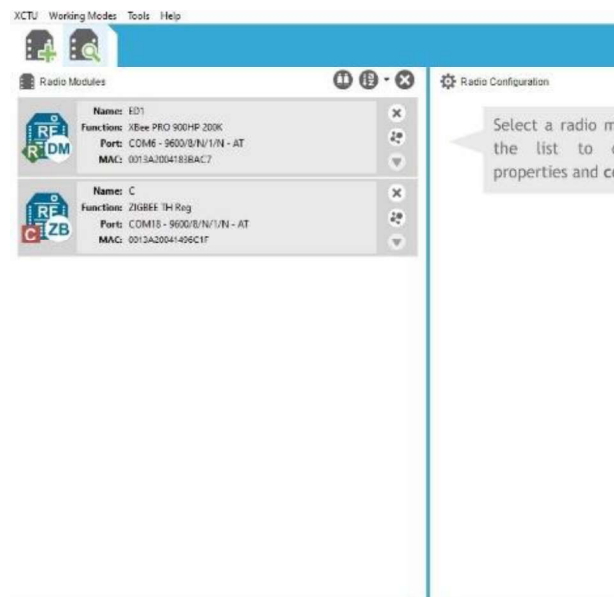 XCTU Working Modes Tools Help
Radio Modules
Radio Configuration
Name: ED1
Function: XBee PRO 900HP 200K
Port: COM6 - 9600/8/N/1/N - AT
MAC: 0013A2004183BAC7
RF
R DM
Name: C
Function: ZIGBEE TH Reg
Port: COM18 - 9600/8/N/1/N - AT
MAC: 0013A20041496C1F
RF
C ZB
Select a radio m
the list to
properties and co